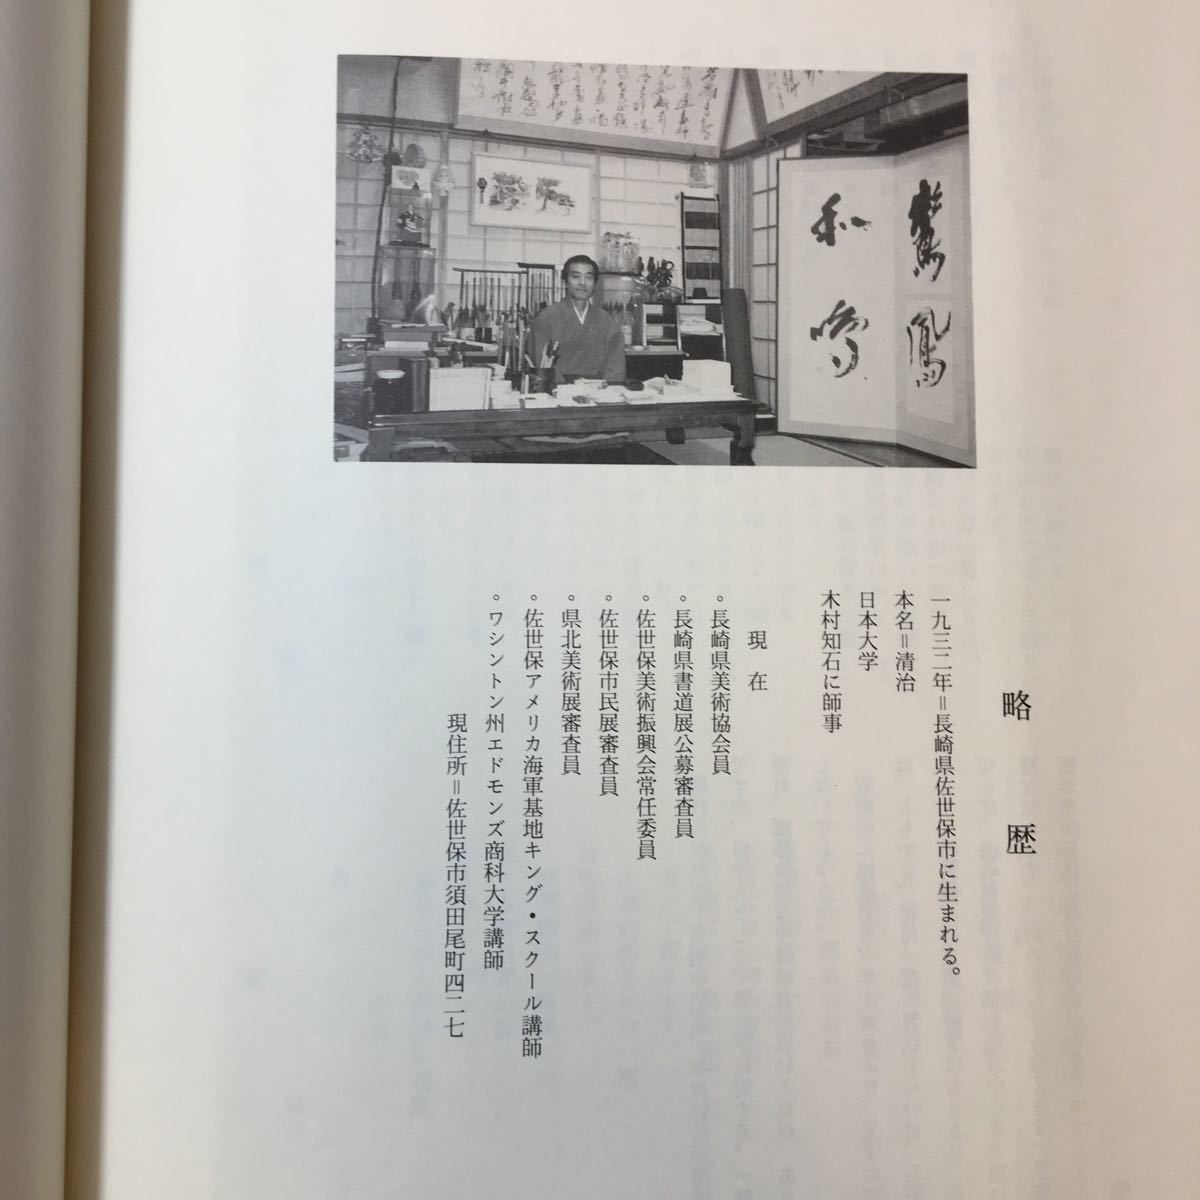 鸞鳳
和鳴
略歴
一九三二年＝長崎県佐世保市に生まれる。
本名＝清治
日本大学
木村知石に師事
現在
◦長崎県美術協会員
◦長崎県書道展公募審査員
◦佐世保美術振興会常任委員
◦佐世保市民展審査員
◦県北美術展審査員
◦佐世保アメリカ海軍基地キング・スクール講師
◦ワシントン州エドモンズ商科大学講師
現住所＝佐世保市須田尾町四二七